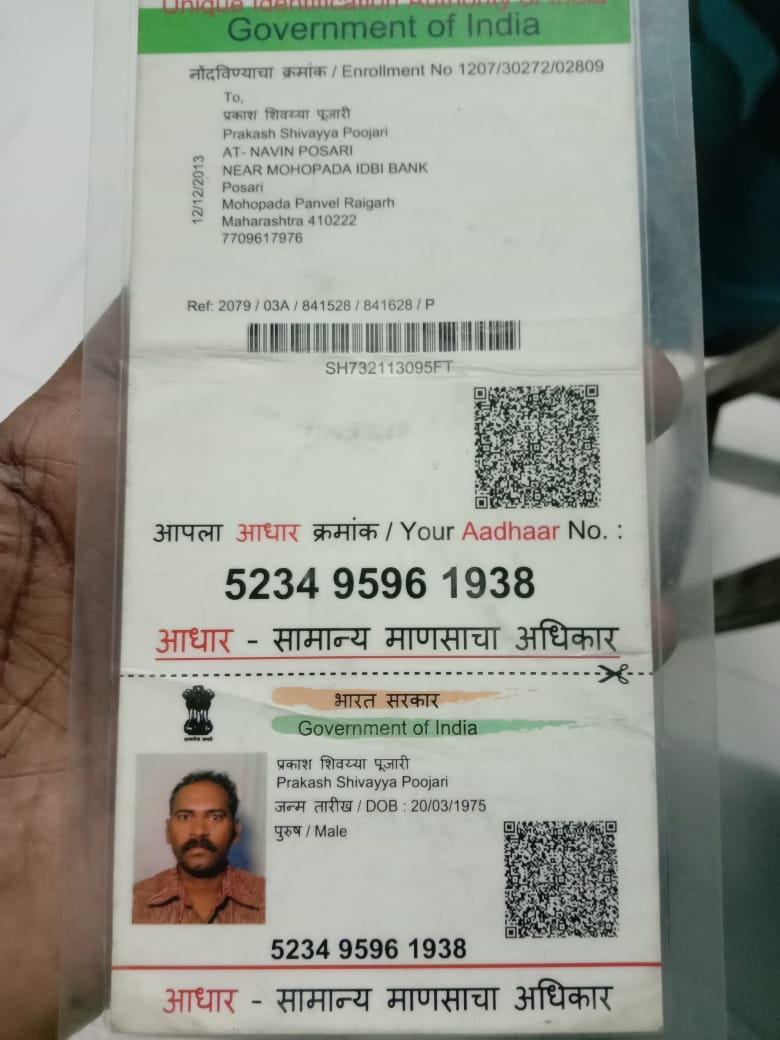 Unique Identification Authority of India
Government of India
नोंदविण्याचा क्रमांक / Enrollment No 1207/30272/02809
To,
प्रकाश शिवय्या पूजारी
Prakash Shivayya Poojari
AT- NAVIN POSARI
NEAR MOHOPADA IDBI BANK
Posari
Mohopada Panvel Raigarh
Maharashtra 410222
7709617976
12/12/2013
Ref: 2079 / 03A / 841528 / 841628 / P
SH732113095FT
आपला आधार क्रमांक / Your Aadhaar No. :
5234 9596 1938
आधार - सामान्य माणसाचा अधिकार
भारत सरकार
Government of India
प्रकाश शिवय्या पूजारी
Prakash Shivayya Poojari
जन्म तारीख / DOB : 20/03/1975
पुरुष / Male
5234 9596 1938
आधार - सामान्य माणसाचा अधिकार